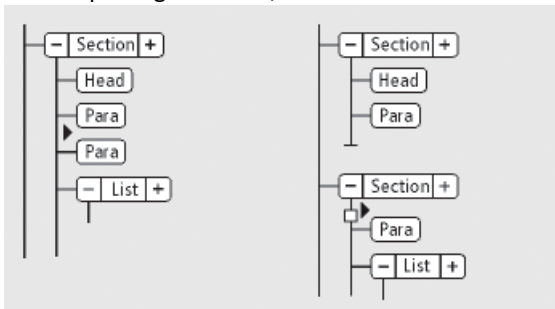 − Section +
Head
Para
Para
− List +
− Section +
Head
Para
− Section +
Para
− List +